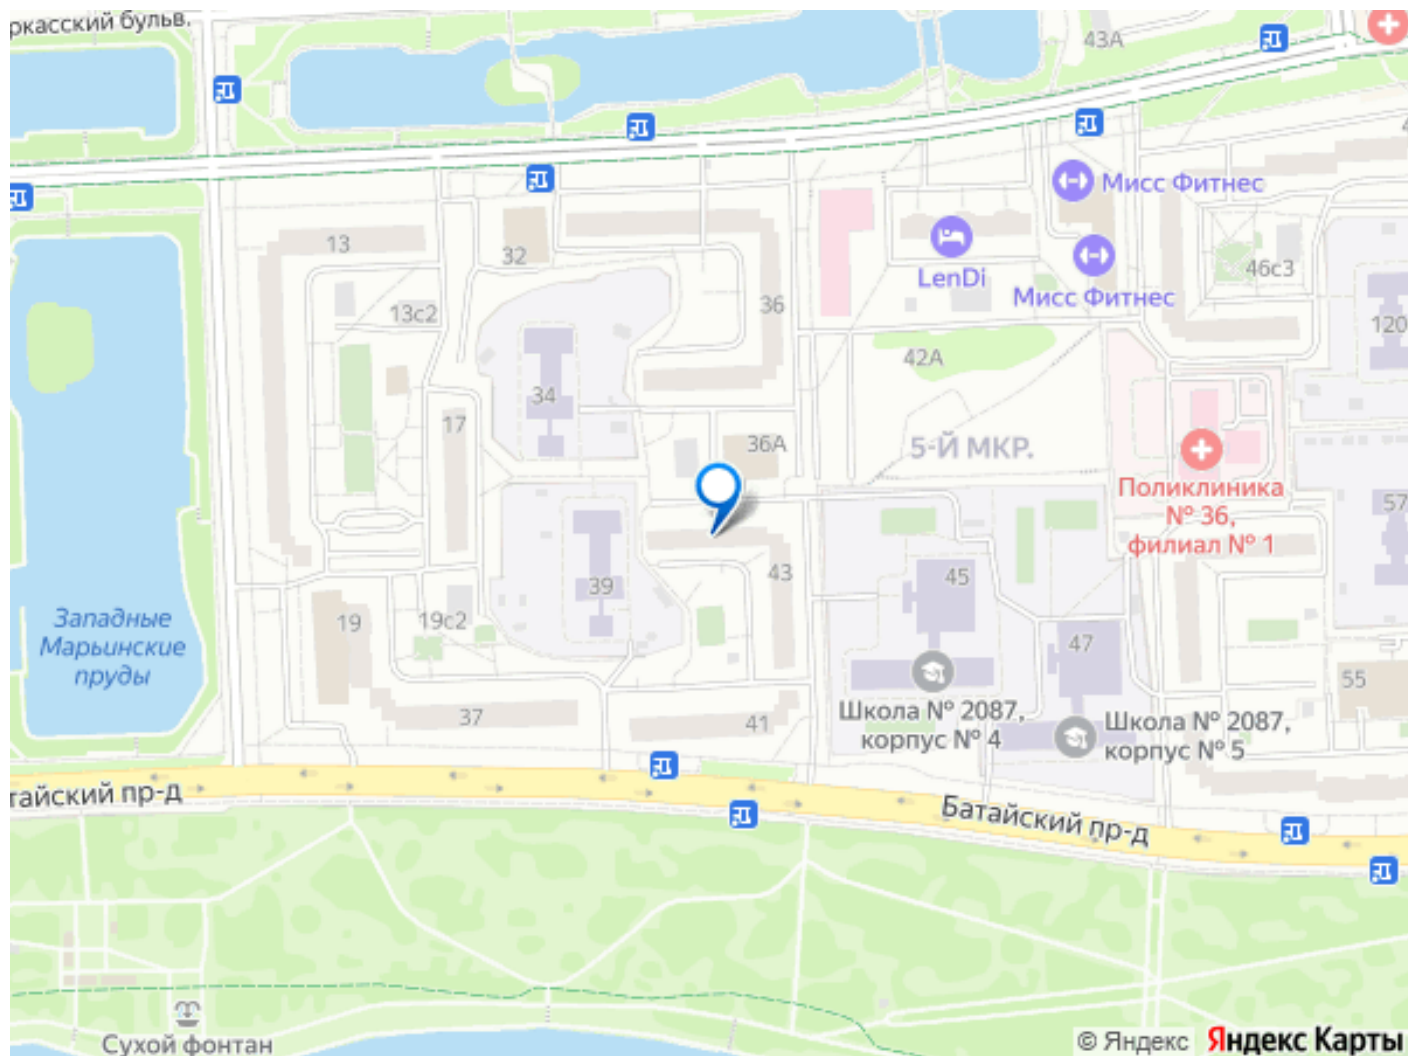 ркасский бульв.
43А
Мисс Фитнес
13
32
46с3
LenDi
Мисс Фитнес
36
13с2
120
42А
34
17
36А
5-Й МКР.
Поликлиника
№ 36,
филиал № 1
57
43
45
39
Западные
Марьинские
пруды
19
19с2
47
55
37
41
Школа № 2087,
корпус № 4
Школа № 2087,
корпус № 5
тайский пр-д
Батайский пр-д
Сухой фонтан
© Яндекс Яндекс Карты